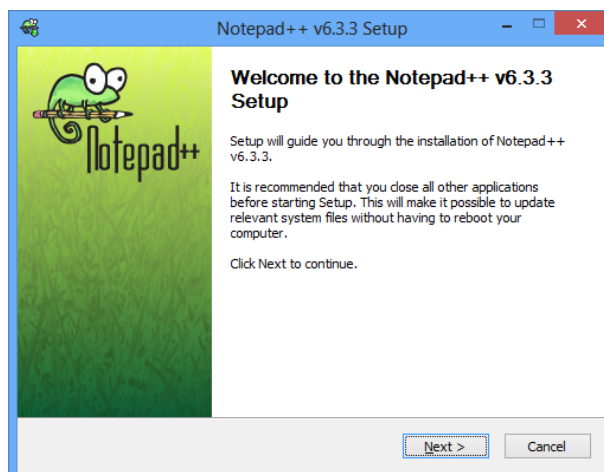 Notepad++ v6.3.3 Setup
Notepad++
Welcome to the Notepad++ v6.3.3
Setup
Setup will guide you through the installation of Notepad++
v6.3.3.
It is recommended that you close all other applications
before starting Setup. This will make it possible to update
relevant system files without having to reboot your
computer.
Click Next to continue.
Next >
Cancel